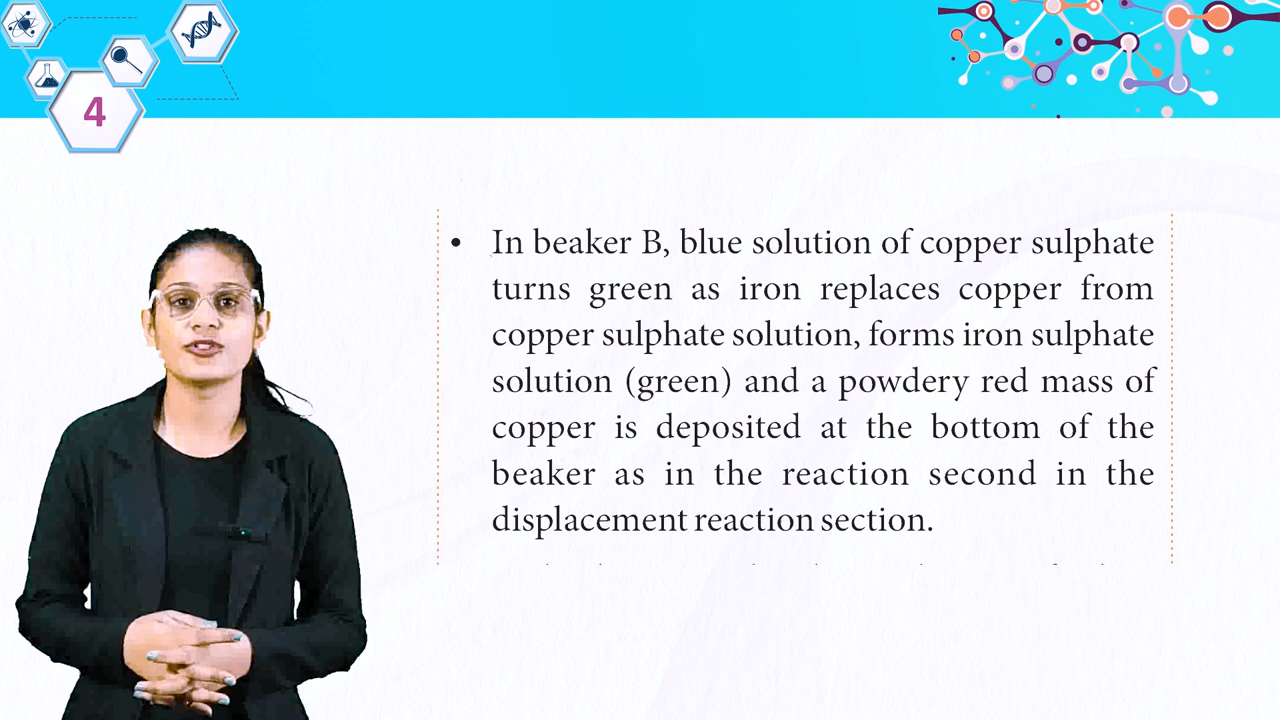 4
• In beaker B, blue solution of copper sulphate
turns green as iron replaces copper from
copper sulphate solution, forms iron sulphate
solution (green) and a powdery red mass of
copper is deposited at the bottom of the
beaker as in the reaction second in the
displacement reaction section.